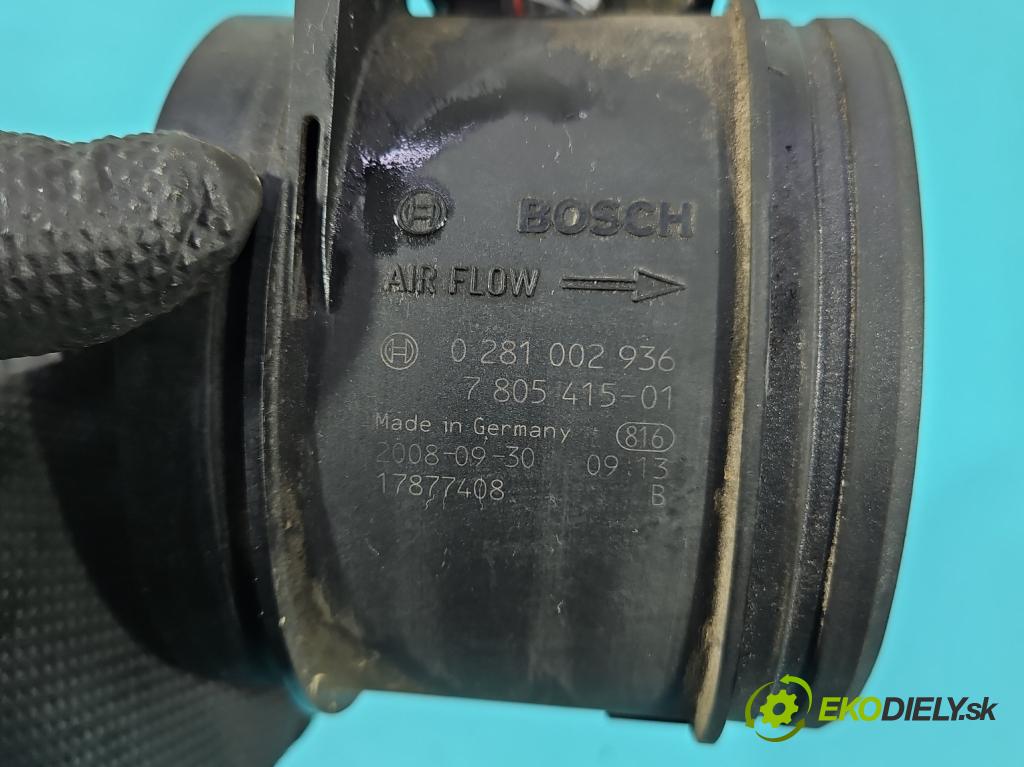 BOSCH
AIR FLOW
0 281 002 936
7 805 415-01
Made in Germany 816
2008-09-30 09:13
17877408 B
EKODIELY.sk